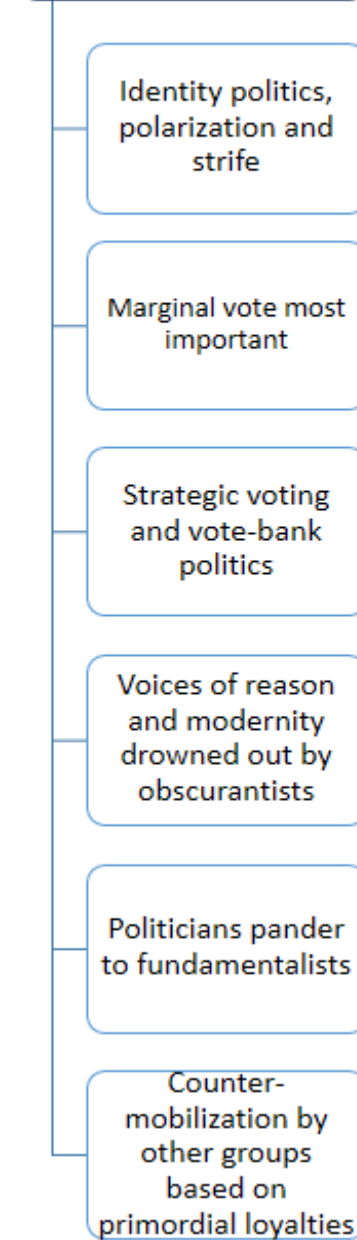 Identity politics,
polarization and
strife
Marginal vote most
important
Strategic voting
and vote-bank
politics
Voices of reason
and modernity
drowned out by
obscurantists
Politicians pander
to fundamentalists
Counter-
mobilization by
other groups
based on
primordial loyalties